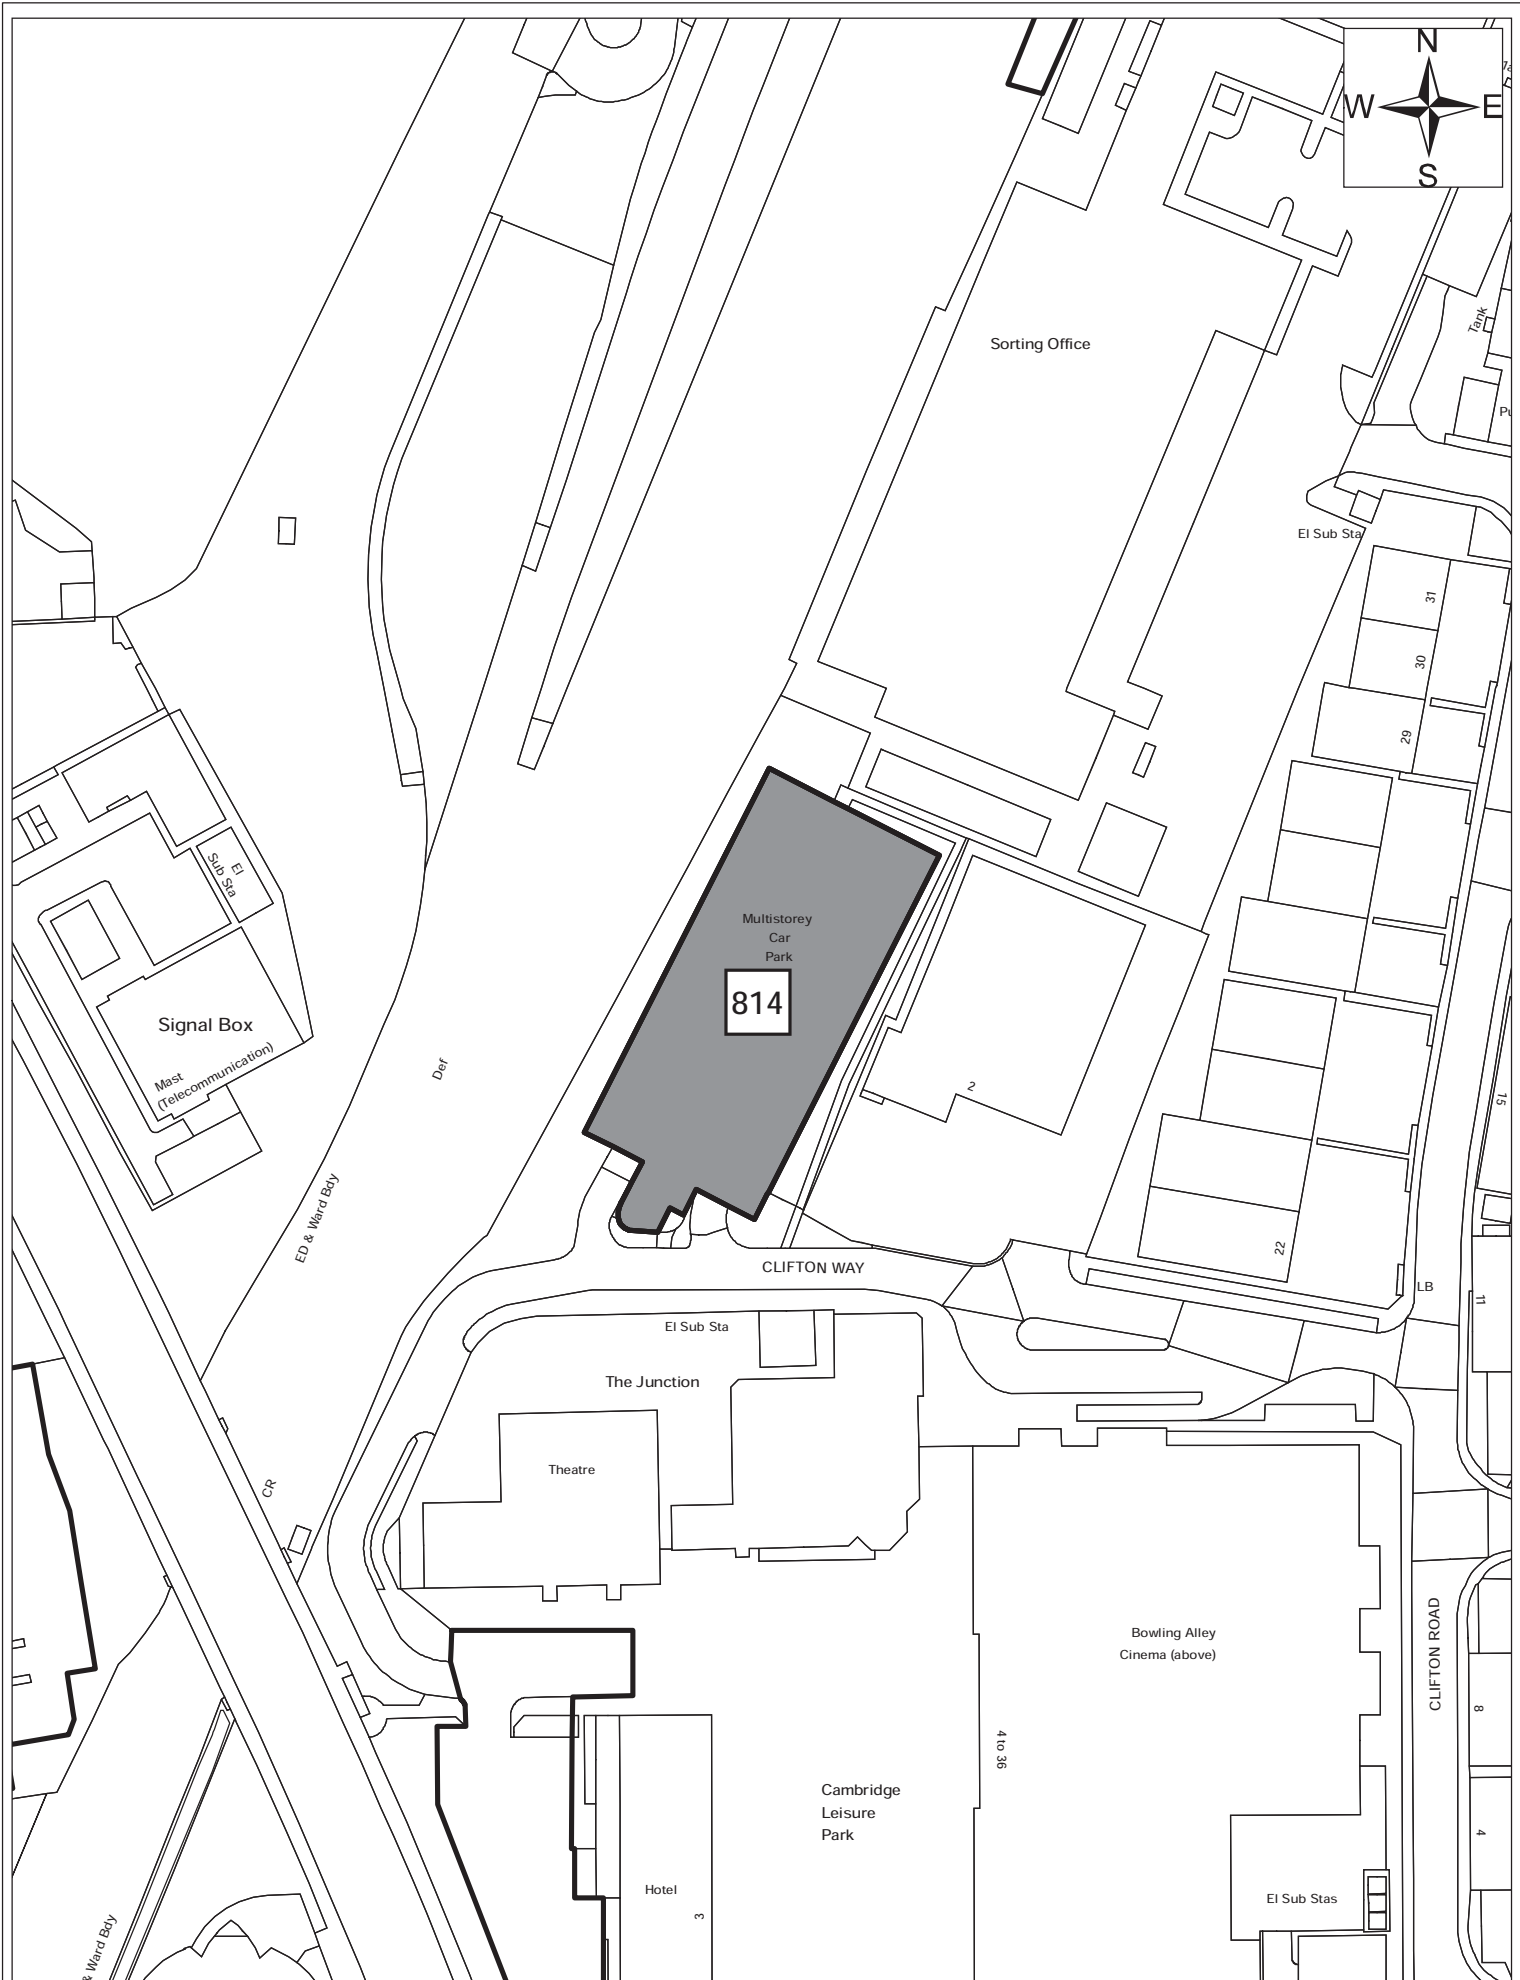 N
W E
S
Sorting Office
Tank
El Sub Sta
31
30
29
El
Sub Sta
Multistorey
Car
Park
814
Signal Box
Mast
(Telecommunication)
Def
2
15
ED & Ward Bdy
22
CLIFTON WAY
LB
11
El Sub Sta
The Junction
Theatre
CR
Bowling Alley
Cinema (above)
CLIFTON ROAD
8
4 to 36
Cambridge
Leisure
Park
4
Hotel
3
El Sub Stas
& Ward Bdy